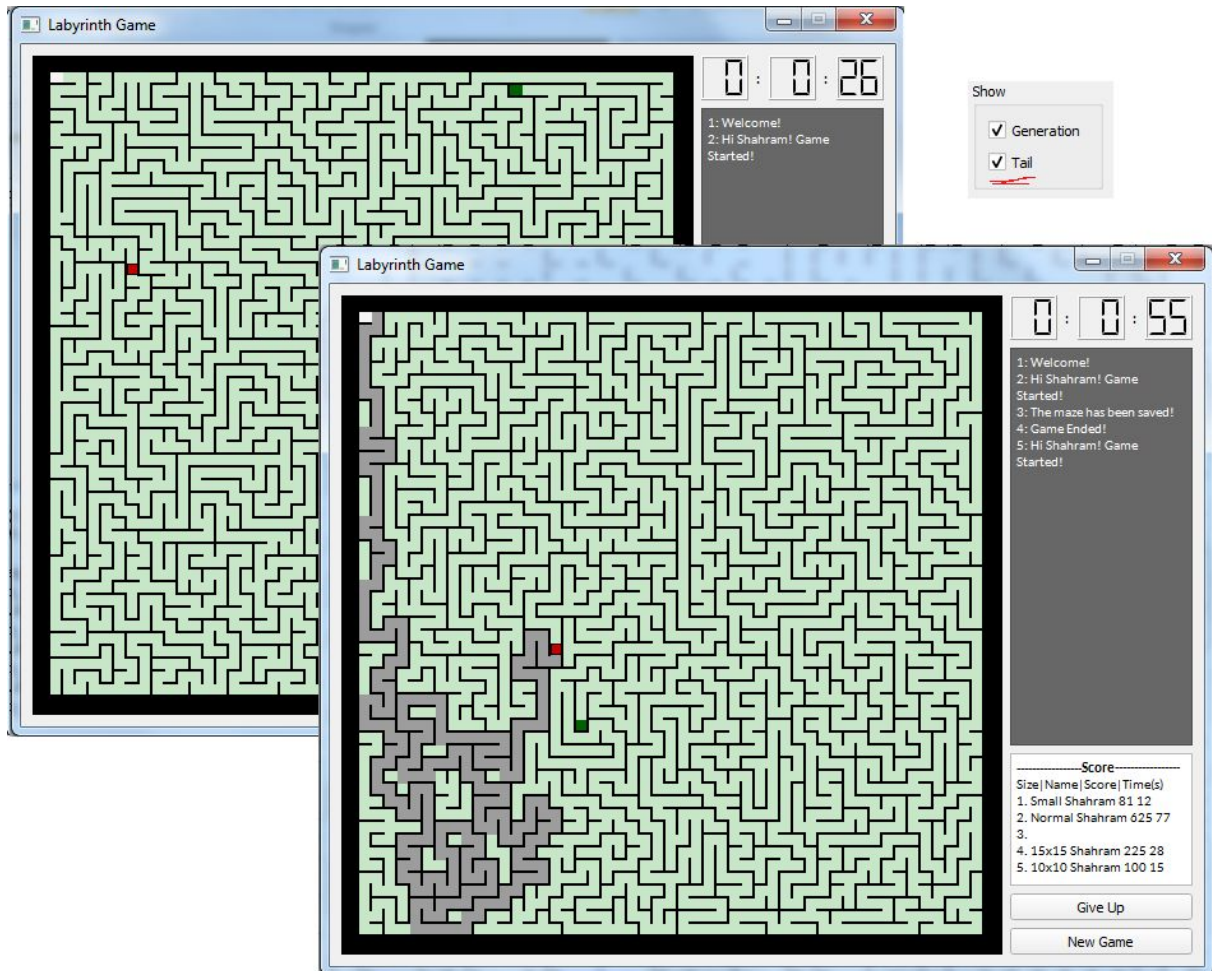 Labyrinth Game
0 : 0 : 26
1: Welcome!
2: Hi Shahram! Game
Started!
Show
Generation
Tail
Labyrinth Game
0 : 0 : 55
1: Welcome!
2: Hi Shahram! Game
Started!
3: The maze has been saved!
4: Game Ended!
5: Hi Shahram! Game
Started!
----------------Score----------------
Size|Name|Score|Time(s)
1. Small Shahram 81 12
2. Normal Shahram 625 77
3.
4. 15x15 Shahram 225 28
5. 10x10 Shahram 100 15
Give Up
New Game